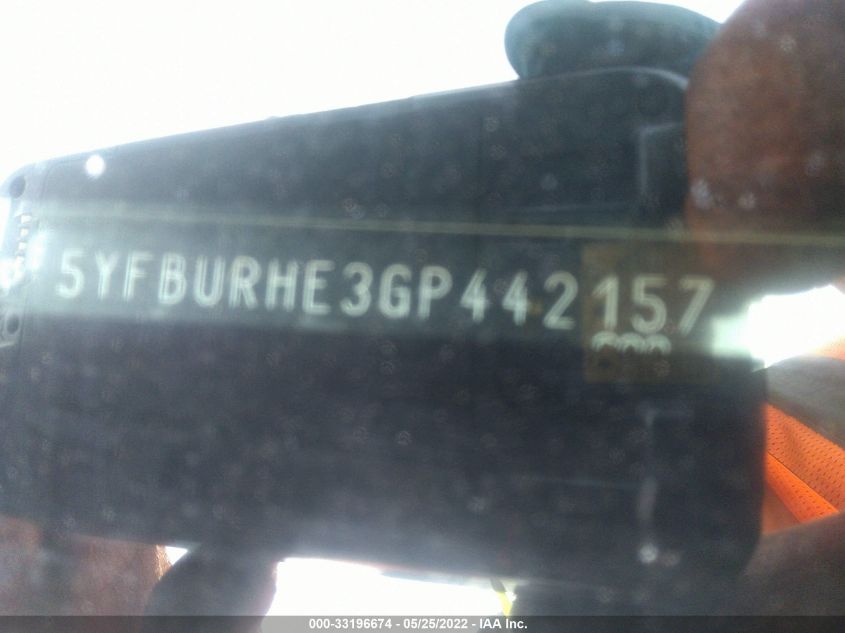 5YFBURHE3GP442157
000-33196674 - 05/25/2022 - IAA Inc.